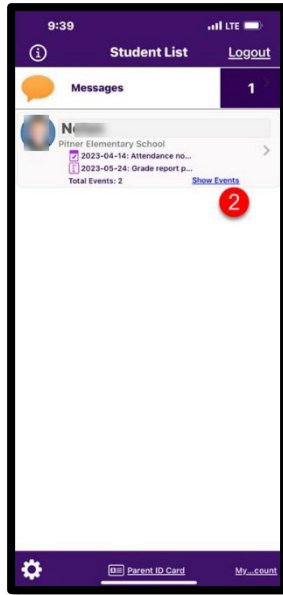 9:39 LTE
Student List Logout
Messages 1
Pitner Elementary School
2023-04-14: Attendance no...
2023-05-24: Grade report p...
Total Events: 2 Show Events
2
Parent ID Card My...count